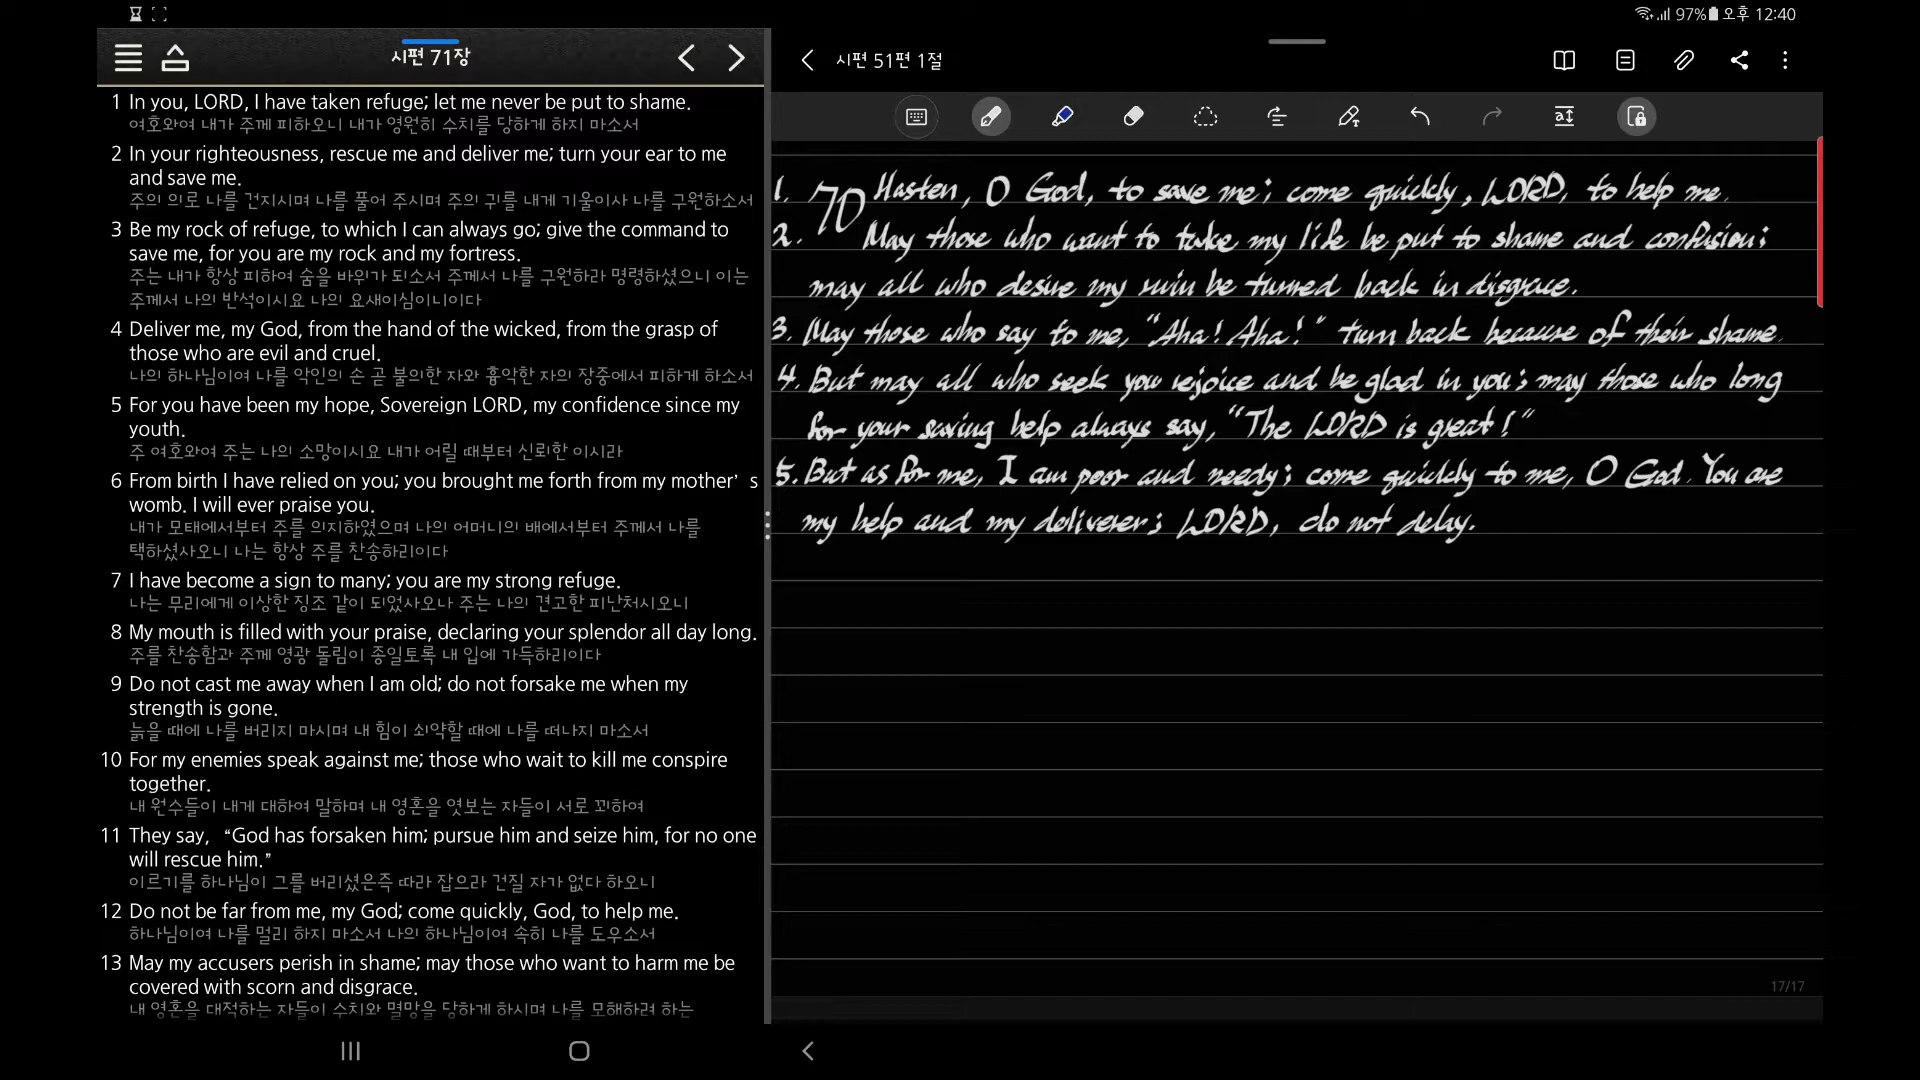 97% 오후 12:40
시편 71장
1 In you, LORD, I have taken refuge; let me never be put to shame.
여호와여 내가 주께 피하오니 내가 영원히 수치를 당하게 하지 마소서
2 In your righteousness, rescue me and deliver me; turn your ear to me
and save me.
주의 의로 나를 건지시며 나를 풀어 주시며 주의 귀를 내게 기울이사 나를 구원하소서
3 Be my rock of refuge, to which I can always go; give the command to
save me, for you are my rock and my fortress.
주는 내가 항상 피하여 숨을 바위가 되소서 주께서 나를 구원하라 명령하셨으니 이는
주께서 나의 반석이시요 나의 요새이심이니이다
4 Deliver me, my God, from the hand of the wicked, from the grasp of
those who are evil and cruel.
나의 하나님이여 나를 악인의 손 곧 불의한 자와 흉악한 자의 장중에서 피하게 하소서
5 For you have been my hope, Sovereign LORD, my confidence since my
youth.
주 여호와여 주는 나의 소망이시요 내가 어릴 때부터 신뢰한 이시라
6 From birth I have relied on you; you brought me forth from my mother’s
womb. I will ever praise you.
내가 모태에서부터 주를 의지하였으며 나의 어머니의 배에서부터 주께서 나를
택하셨사오니 나는 항상 주를 찬송하리이다
7 I have become a sign to many; you are my strong refuge.
나는 무리에게 이상한 징조 같이 되었사오나 주는 나의 견고한 피난처시오니
8 My mouth is filled with your praise, declaring your splendor all day long.
주를 찬송함과 주께 영광 돌림이 종일토록 내 입에 가득하리이다
9 Do not cast me away when I am old; do not forsake me when my
strength is gone.
늙을 때에 나를 버리지 마시며 내 힘이 쇠약할 때에 나를 떠나지 마소서
10 For my enemies speak against me; those who wait to kill me conspire
together.
내 원수들이 내게 대하여 말하며 내 영혼을 엿보는 자들이 서로 꾀하여
11 They say, “God has forsaken him; pursue him and seize him, for no one
will rescue him.”
이르기를 하나님이 그를 버리셨은즉 따라 잡으라 건질 자가 없다 하오니
12 Do not be far from me, my God; come quickly, God, to help me.
하나님이여 나를 멀리 하지 마소서 나의 하나님이여 속히 나를 도우소서
13 May my accusers perish in shame; may those who want to harm me be
covered with scorn and disgrace.
내 영혼을 대적하는 자들이 수치와 멸망을 당하게 하시며 나를 모해하려 하는
시편 51편 1절
70
1. Hasten, O God, to save me; come quickly, LORD, to help me.
2. May those who want to take my life be put to shame and confusion;
may all who desire my ruin be turned back in disgrace.
3. May those who say to me, "Aha! Aha!" turn back because of their shame.
4. But may all who seek you rejoice and be glad in you; may those who long
for your saving help always say, "The LORD is great!"
5. But as for me, I am poor and needy; come quickly to me, O God. You are
my help and my deliverer; LORD, do not delay.
17/17